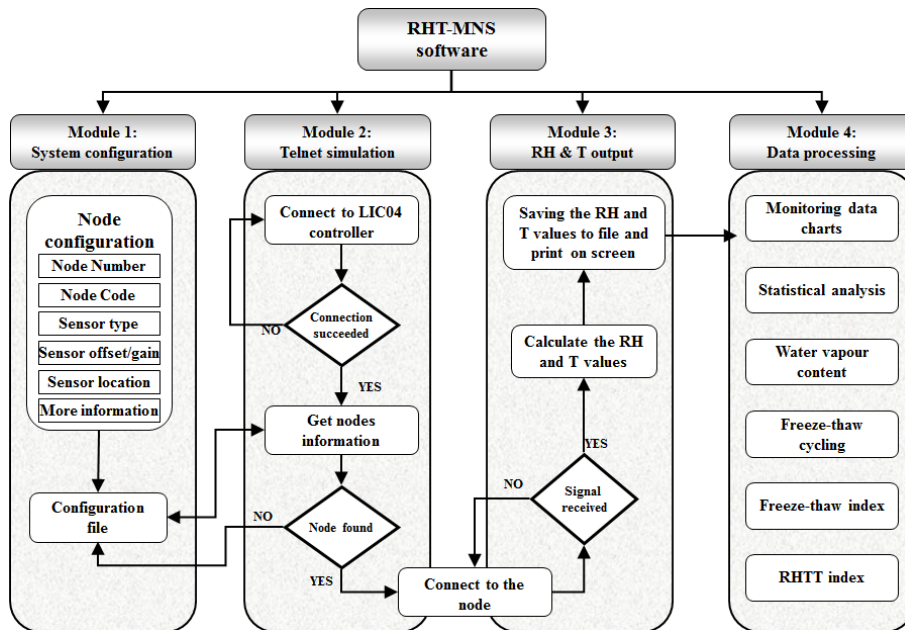 RHT-MNS
software
Module 1:
System configuration
Module 2:
Telnet simulation
Module 3:
RH & T output
Module 4:
Data processing
Node
configuration
Node Number
Node Code
Sensor type
Sensor offset/gain
Sensor location
More information
Configuration
file
Connect to LIC04
controller
Connection
succeeded
NO
YES
Get nodes
information
Node found
NO
YES
Connect to the
node
Saving the RH and
T values to file and
print on screen
Calculate the RH
and T values
YES
NO
Signal
received
Monitoring data
charts
Statistical analysis
Water vapour
content
Freeze-thaw
cycling
Freeze-thaw index
RHTT index